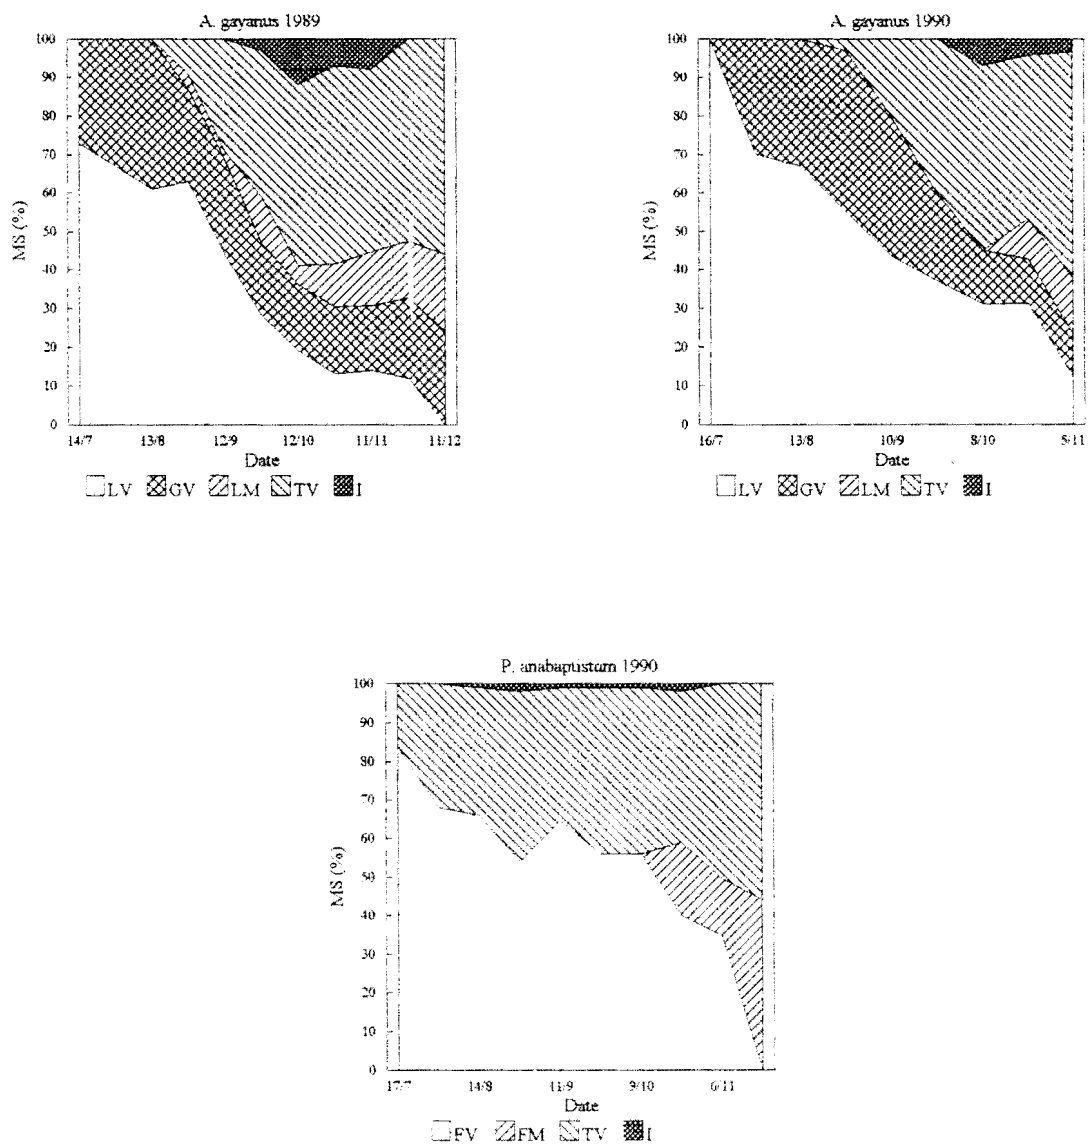 A. gayanus 1989
MS (%)
100
90
80
70
60
50
40
30
20
10
0
14/7 13/8 12/9 12/10 11/11 11/12
Date
LV GV LM TV I
A. gayanus 1990
MS (%)
100
90
80
70
60
50
40
30
20
10
0
16/7 13/8 10/9 8/10 5/11
Date
LV GV LM TV I
P. anabaptistum 1990
MS (%)
100
90
80
70
60
50
40
30
20
10
0
17/7 14/8 11/9 9/10 6/11
Date
FV FM TV I